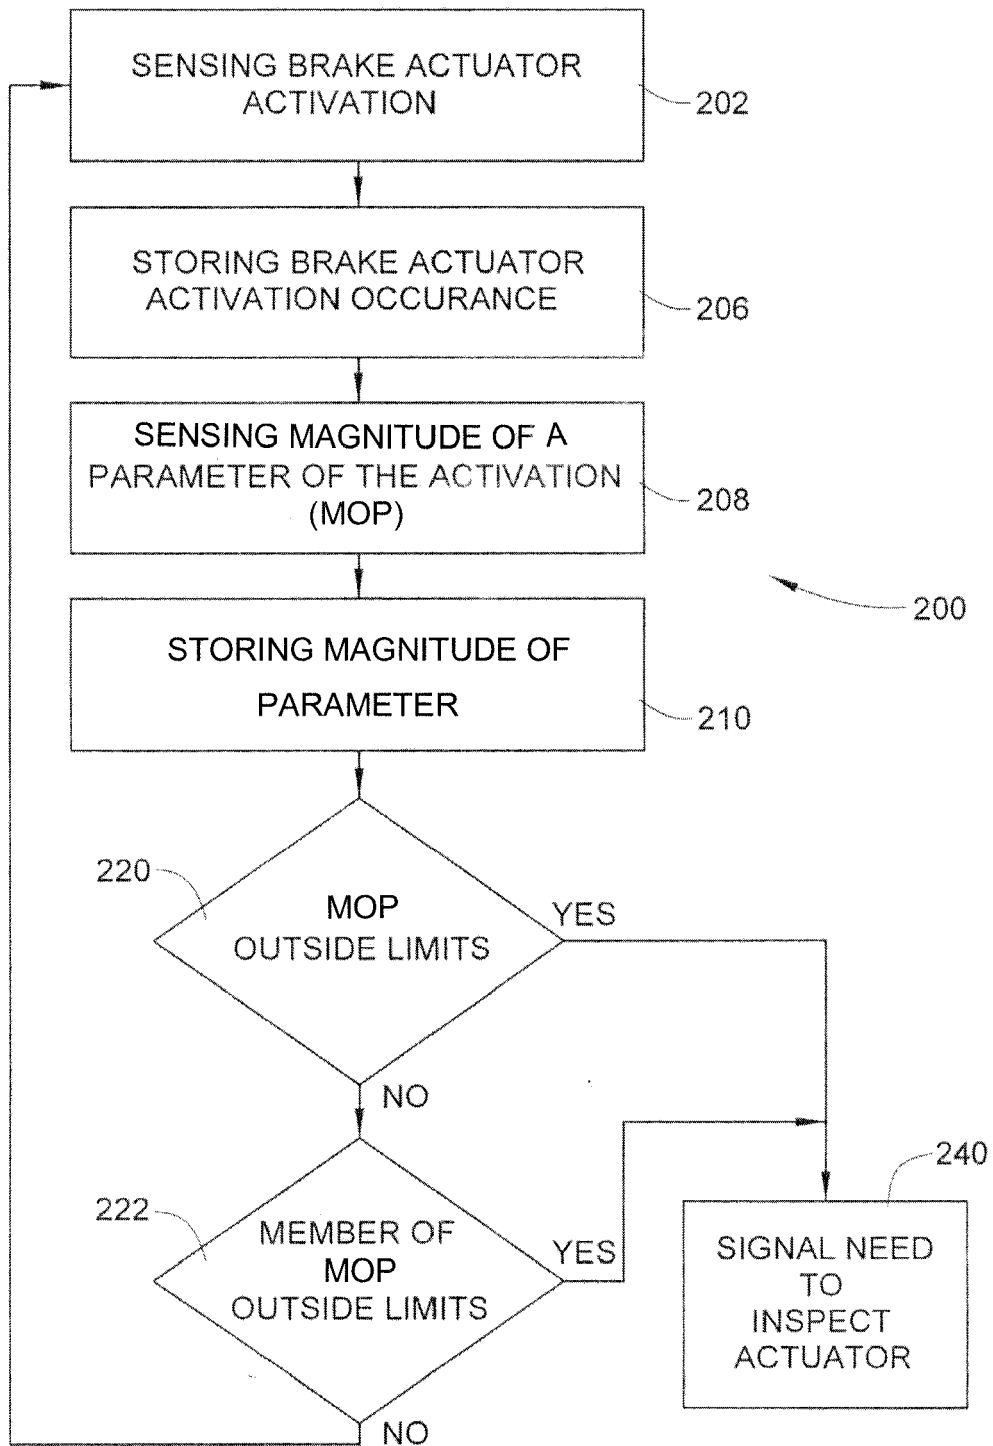 SENSING BRAKE ACTUATOR
ACTIVATION
202
STORING BRAKE ACTUATOR
ACTIVATION OCCURANCE
206
SENSING MAGNITUDE OF A
PARAMETER OF THE ACTIVATION
(MOP)
208
200
STORING MAGNITUDE OF
PARAMETER
210
220
MOP
OUTSIDE LIMITS
YES
NO
222
MEMBER OF
MOP
OUTSIDE LIMITS
YES
NO
240
SIGNAL NEED
TO
INSPECT
ACTUATOR